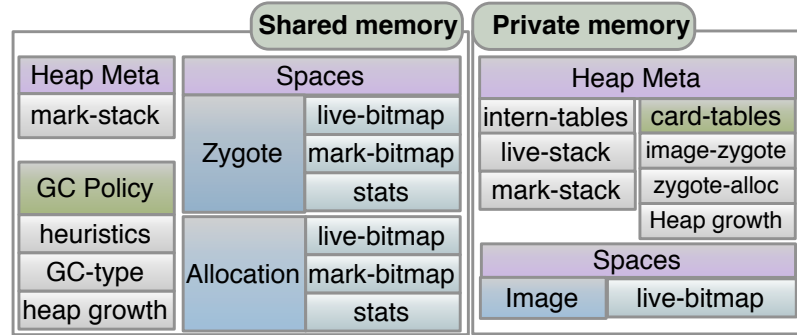 Shared memory
Heap Meta
mark-stack
GC Policy
heuristics
GC-type
heap growth
Spaces
Zygote
live-bitmap
mark-bitmap
stats
Allocation
live-bitmap
mark-bitmap
stats
Private memory
Heap Meta
intern-tables
live-stack
mark-stack
card-tables
image-zygote
zygote-alloc
Heap growth
Spaces
Image
live-bitmap